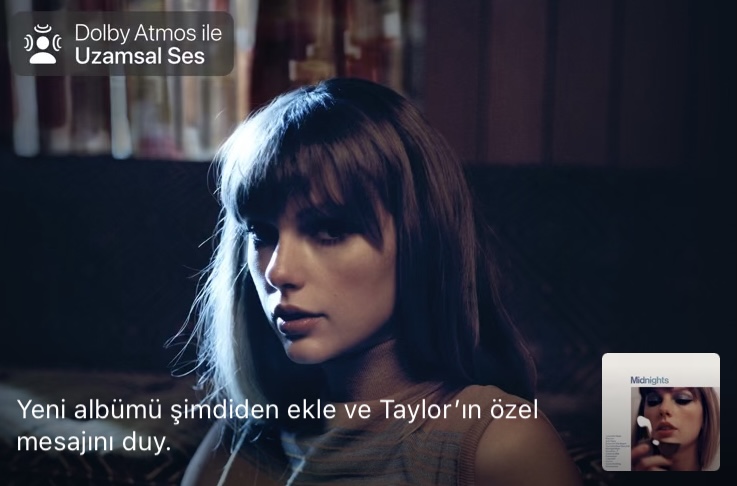 Dolby Atmos ile
Uzamsal Ses
Yeni albümü şimdiden ekle ve Taylor’ın özel
mesajını duy.
Midnights